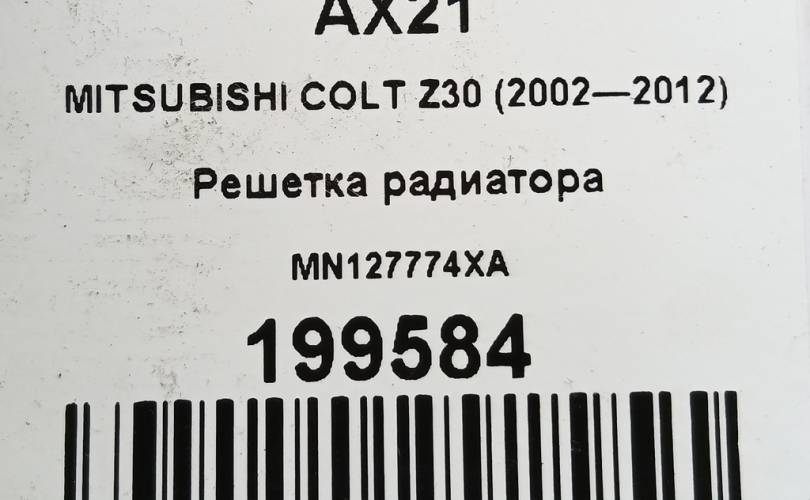 AX21
MITSUBISHI COLT Z30 (2002—2012)
Решетка радиатора
MN127774XA
199584